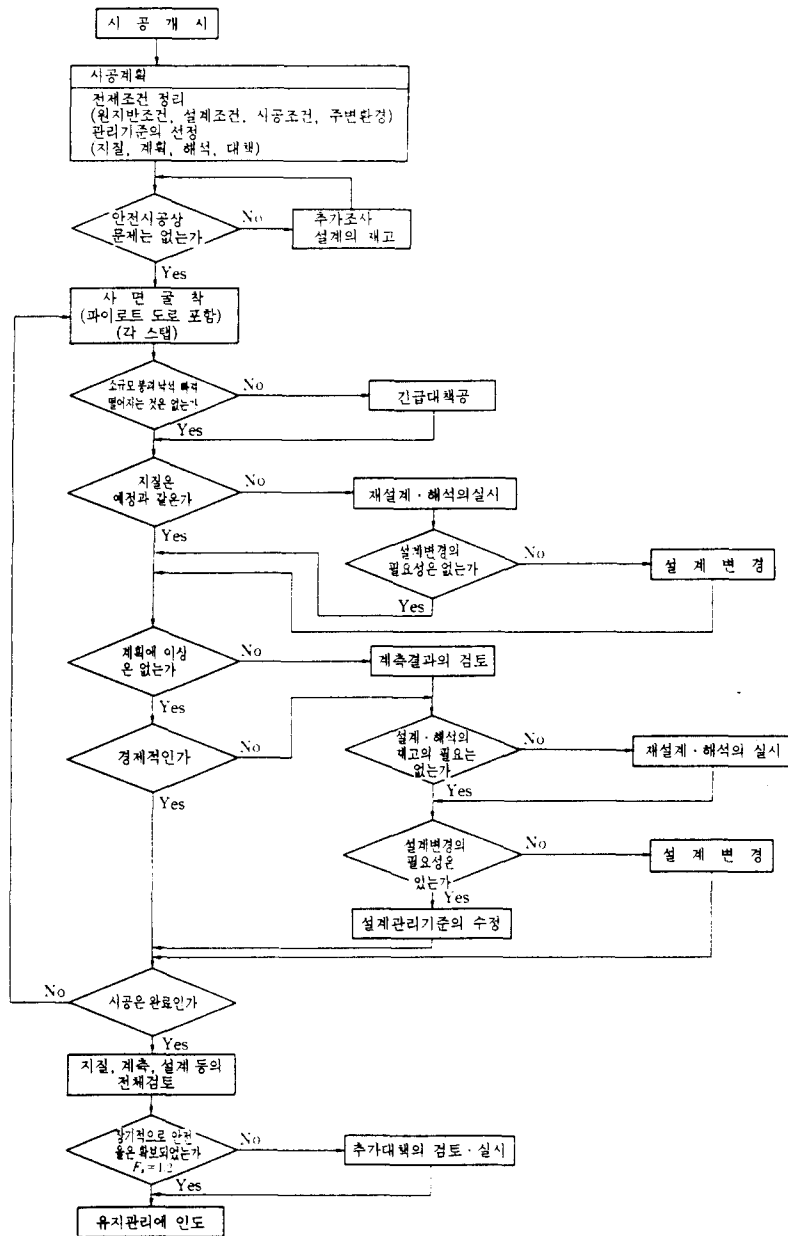 시 공 개 시
시공계획
전재조건 정리
(원지반조건, 설계조건, 시공조건, 주변환경)
관리기준의 선정
(지질, 계획, 해석, 대책)
안전시공상
문제는 없는가
No
추가조사
설계의 재고
Yes
사 면 굴 착
(파이로트 도로 포함)
(각 스탭)
소규모 붕괴 낙석
떨어지는 것은 없는가
No
긴급대책공
Yes
지질은
예정과 같은가
No
재설계·해석의실시
Yes
설계변경의
필요성은 없는가
No
설 계 변 경
Yes
계획에 이상
은 없는가
No
계측결과의 검토
Yes
경제적인가
No
설계·해석의
재고의 필요는
없는가
No
재설계·해석의 실시
Yes
Yes
설계변경의
필요성은
있는가
No
설 계 변 경
Yes
설계관리기준의 수정
시공은 완료인가
No
Yes
지질, 계측, 설계 등의
전체검토
장기적으로 안전
율은 확보되었는가
Fs=1.2
No
추가대책의 검토·실시
Yes
유지관리에 인도